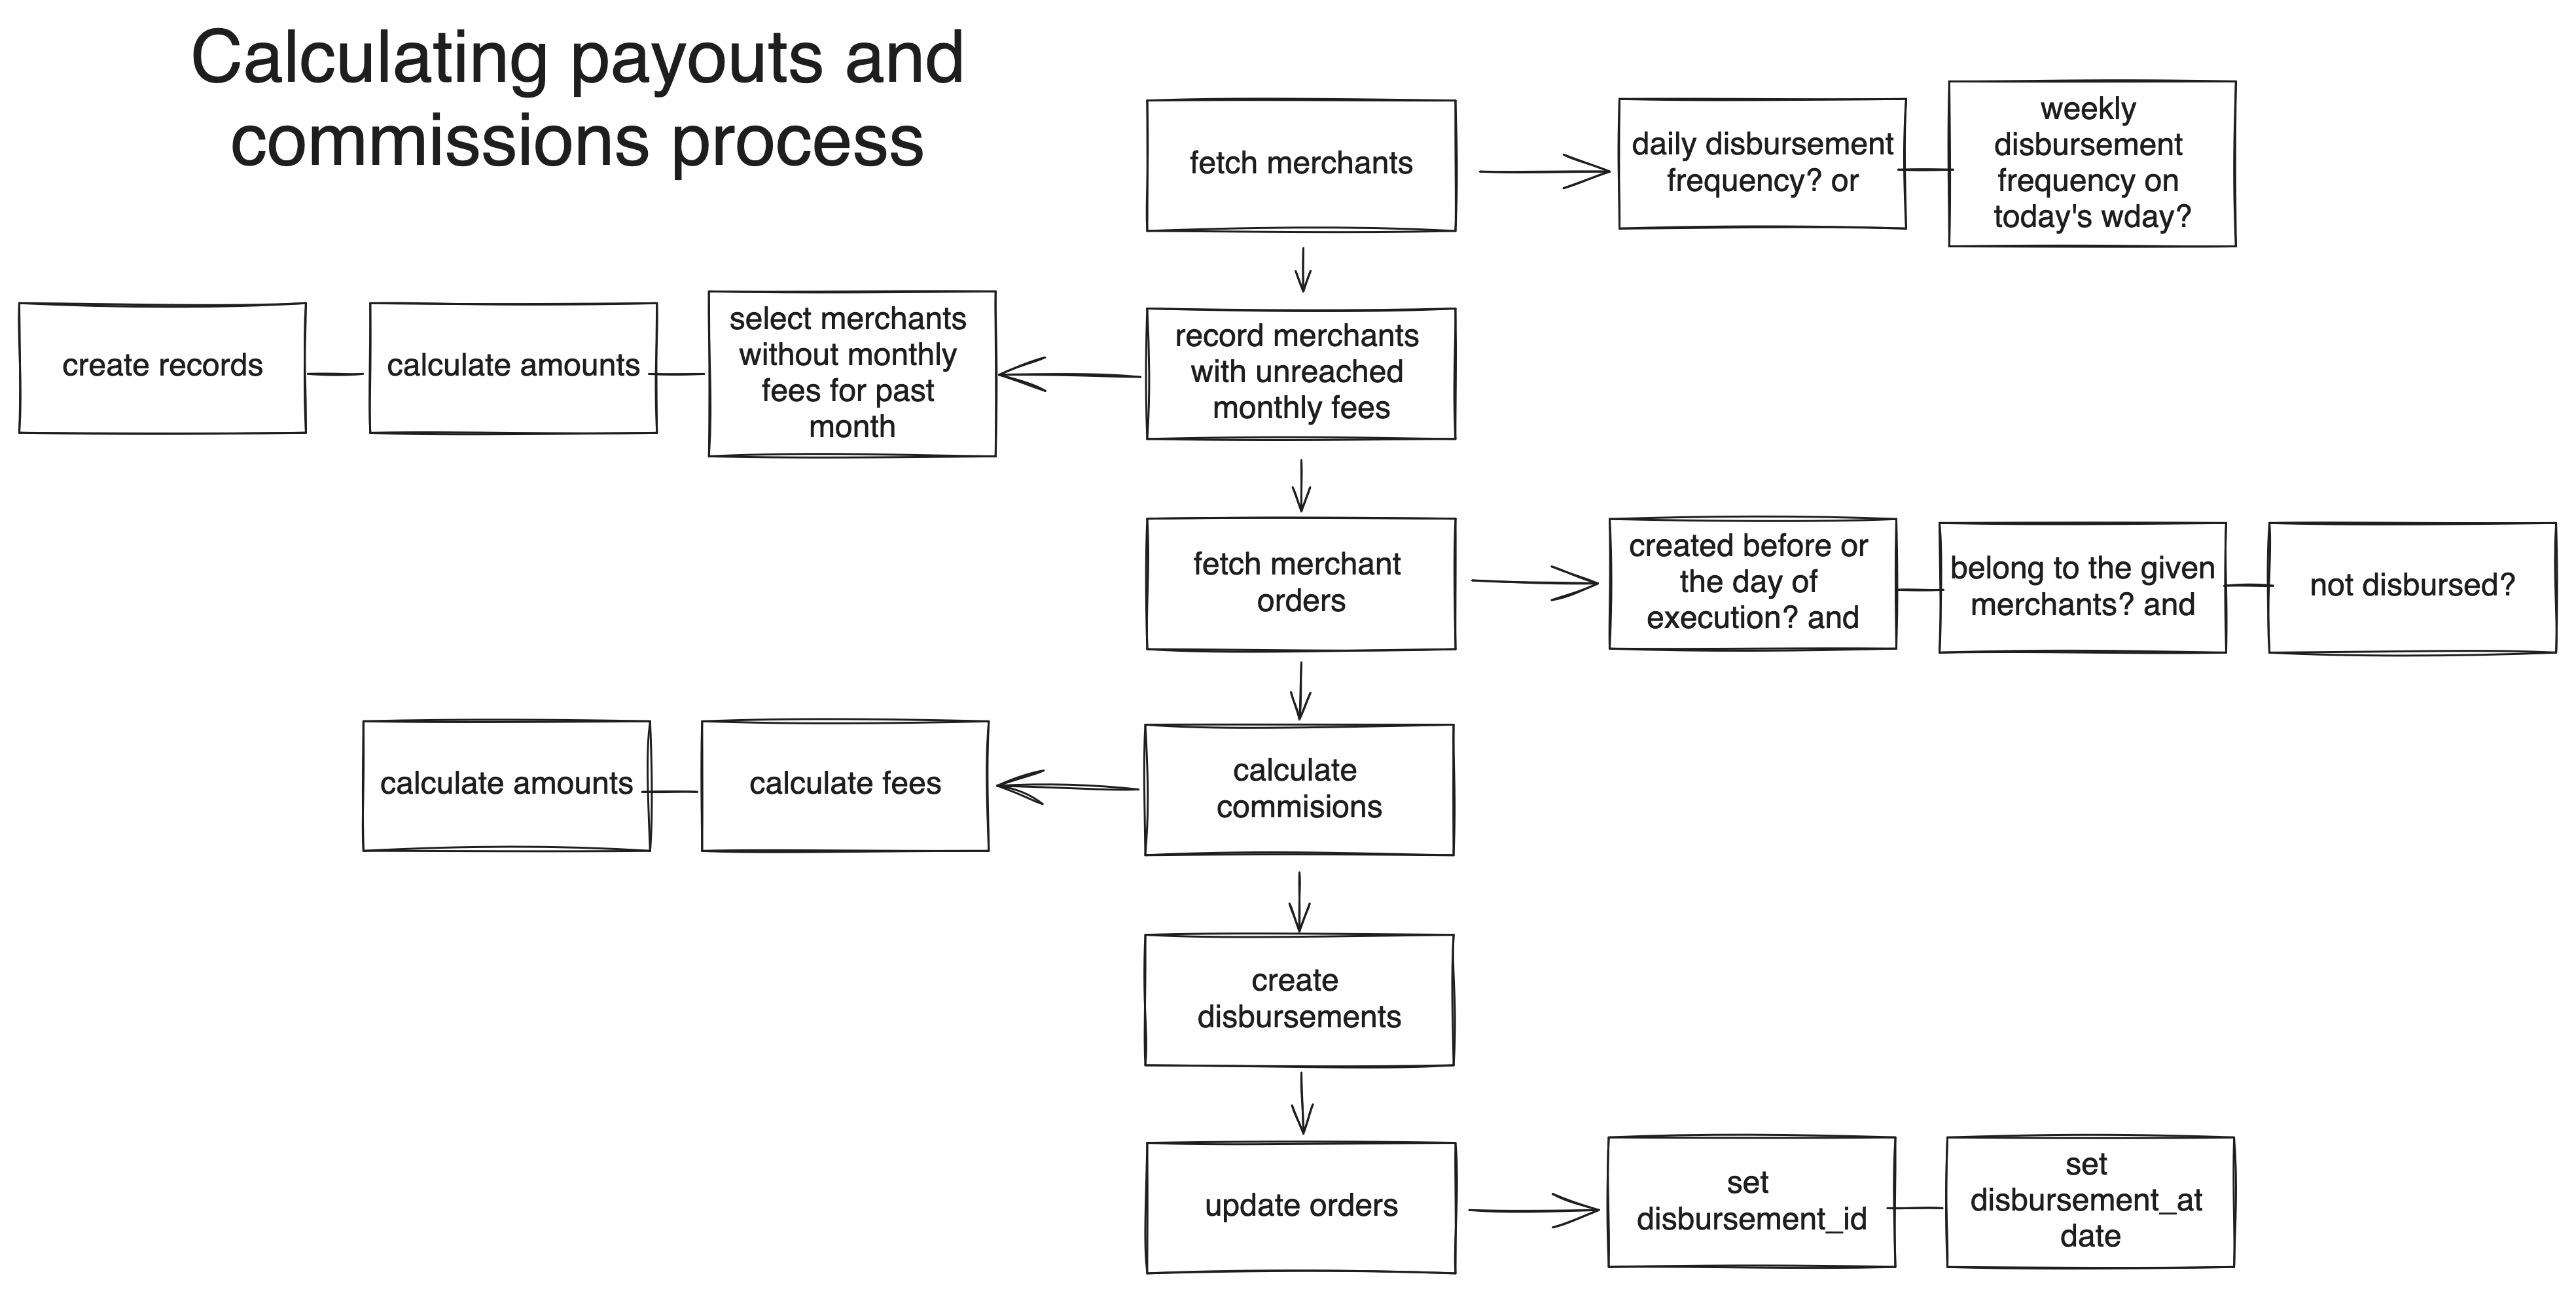 Calculating payouts and
commissions process
fetch merchants
daily disbursement
frequency? or
weekly
disbursement
frequency on
today's wday?
record merchants
with unreached
monthly fees
select merchants
without monthly
fees for past
month
calculate amounts
create records
fetch merchant
orders
created before or
the day of
execution? and
belong to the given
merchants? and
not disbursed?
calculate
commisions
calculate fees
calculate amounts
create
disbursements
update orders
set
disbursement_id
set
disbursement_at
date